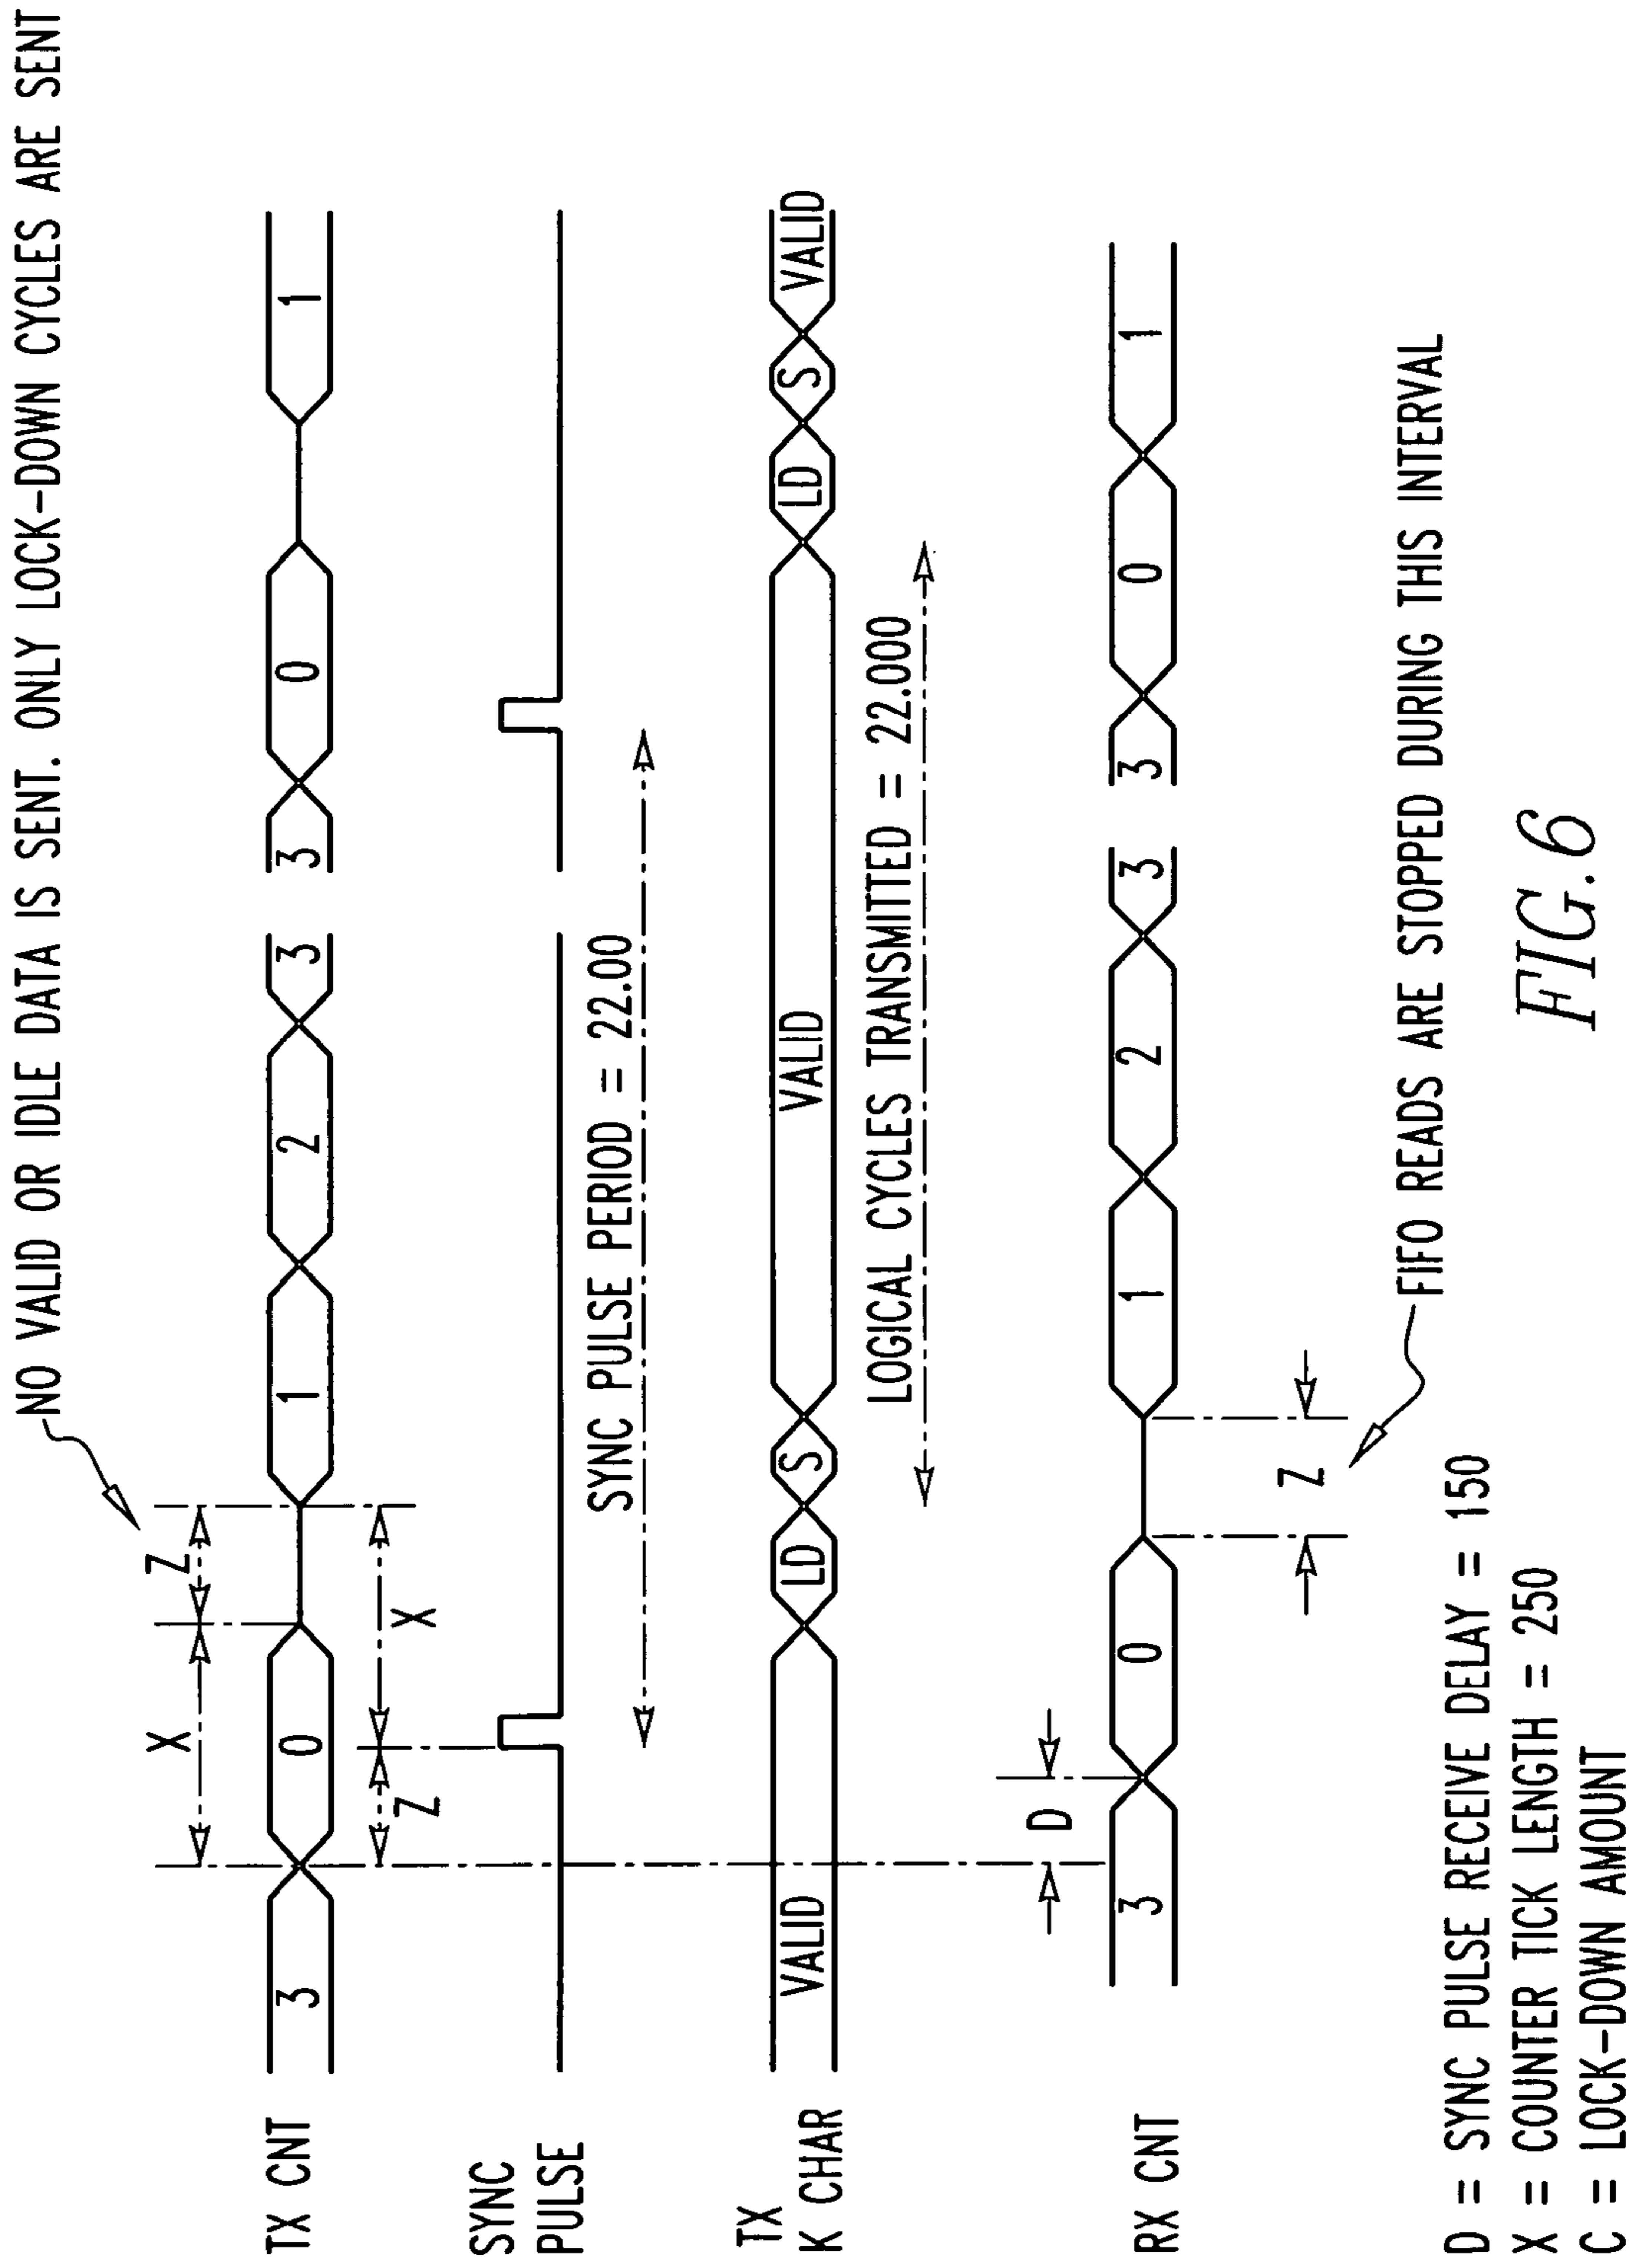 NO VALID OR IDLE DATA IS SENT. ONLY LOCK-DOWN CYCLES ARE SENT
X Z
TX CNT 3 0 1 2 3 3 0 1
Z X
SYNC
PULSE
SYNC PULSE PERIOD = 22.00
TX
K CHAR VALID LD S VALID LD S VALID
LOGICAL CYCLES TRANSMITTED = 22.000
D
RX CNT 3 0 1 2 3 3 0 1
Z
FIFO READS ARE STOPPED DURING THIS INTERVAL
D = SYNC PULSE RECEIVE DELAY = 150
X = COUNTER TICK LENGTH = 250
C = LOCK-DOWN AMOUNT
FIG. 6